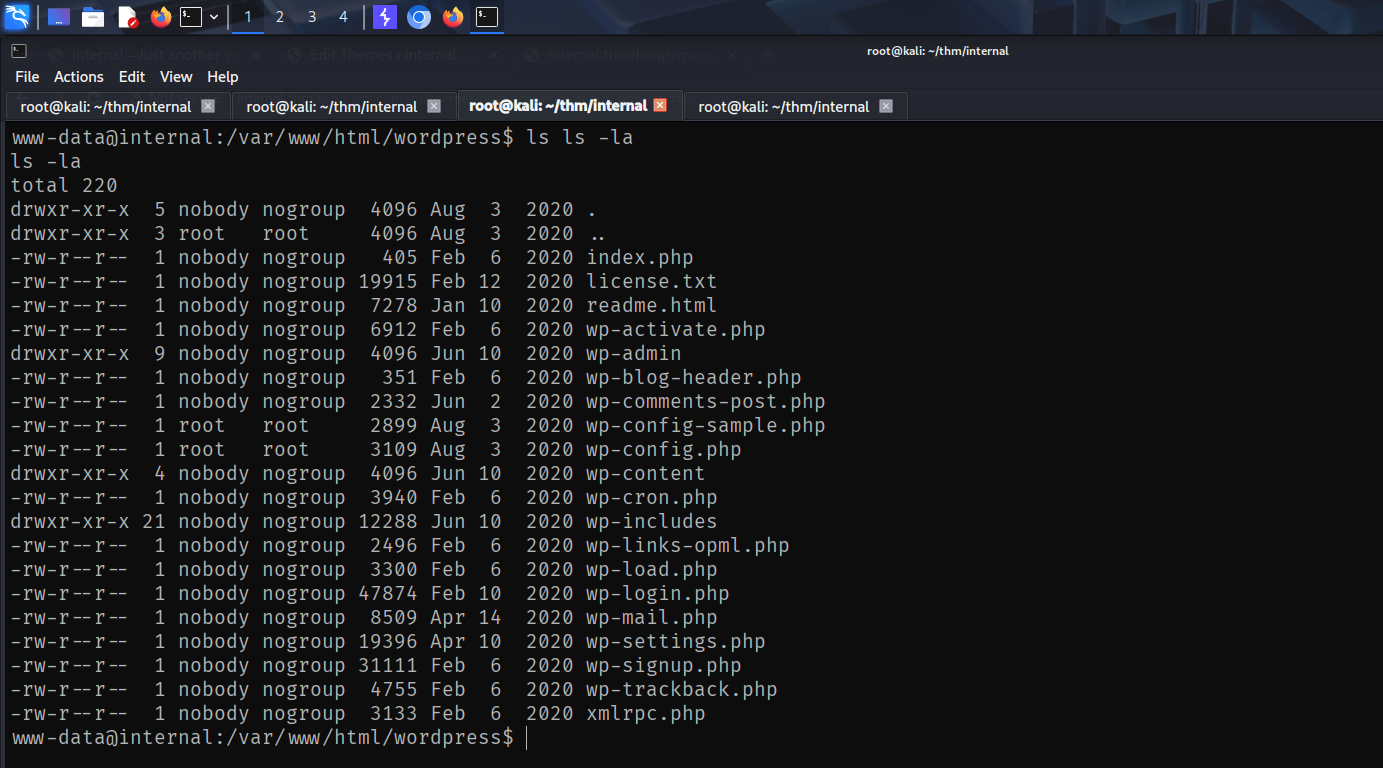 1 2 3 4
internal – Just another W
Edit Themes ‹ Internal —
internal.thm/blog/wp-
root@kali: ~/thm/internal
File Actions Edit View Help
root@kali: ~/thm/internal root@kali: ~/thm/internal root@kali: ~/thm/internal root@kali: ~/thm/internal
www-data@internal:/var/www/html/wordpress$ ls ls -la
ls -la
total 220
drwxr-xr-x  5 nobody nogroup  4096 Aug  3  2020 .
drwxr-xr-x  3 root   root     4096 Aug  3  2020 ..
-rw-r--r--  1 nobody nogroup   405 Feb  6  2020 index.php
-rw-r--r--  1 nobody nogroup 19915 Feb 12  2020 license.txt
-rw-r--r--  1 nobody nogroup  7278 Jan 10  2020 readme.html
-rw-r--r--  1 nobody nogroup  6912 Feb  6  2020 wp-activate.php
drwxr-xr-x  9 nobody nogroup  4096 Jun 10  2020 wp-admin
-rw-r--r--  1 nobody nogroup   351 Feb  6  2020 wp-blog-header.php
-rw-r--r--  1 nobody nogroup  2332 Jun  2  2020 wp-comments-post.php
-rw-r--r--  1 root   root     2899 Aug  3  2020 wp-config-sample.php
-rw-r--r--  1 root   root     3109 Aug  3  2020 wp-config.php
drwxr-xr-x  4 nobody nogroup  4096 Jun 10  2020 wp-content
-rw-r--r--  1 nobody nogroup  3940 Feb  6  2020 wp-cron.php
drwxr-xr-x 21 nobody nogroup 12288 Jun 10  2020 wp-includes
-rw-r--r--  1 nobody nogroup  2496 Feb  6  2020 wp-links-opml.php
-rw-r--r--  1 nobody nogroup  3300 Feb  6  2020 wp-load.php
-rw-r--r--  1 nobody nogroup 47874 Feb 10  2020 wp-login.php
-rw-r--r--  1 nobody nogroup  8509 Apr 14  2020 wp-mail.php
-rw-r--r--  1 nobody nogroup 19396 Apr 10  2020 wp-settings.php
-rw-r--r--  1 nobody nogroup 31111 Feb  6  2020 wp-signup.php
-rw-r--r--  1 nobody nogroup  4755 Feb  6  2020 wp-trackback.php
-rw-r--r--  1 nobody nogroup  3133 Feb  6  2020 xmlrpc.php
www-data@internal:/var/www/html/wordpress$